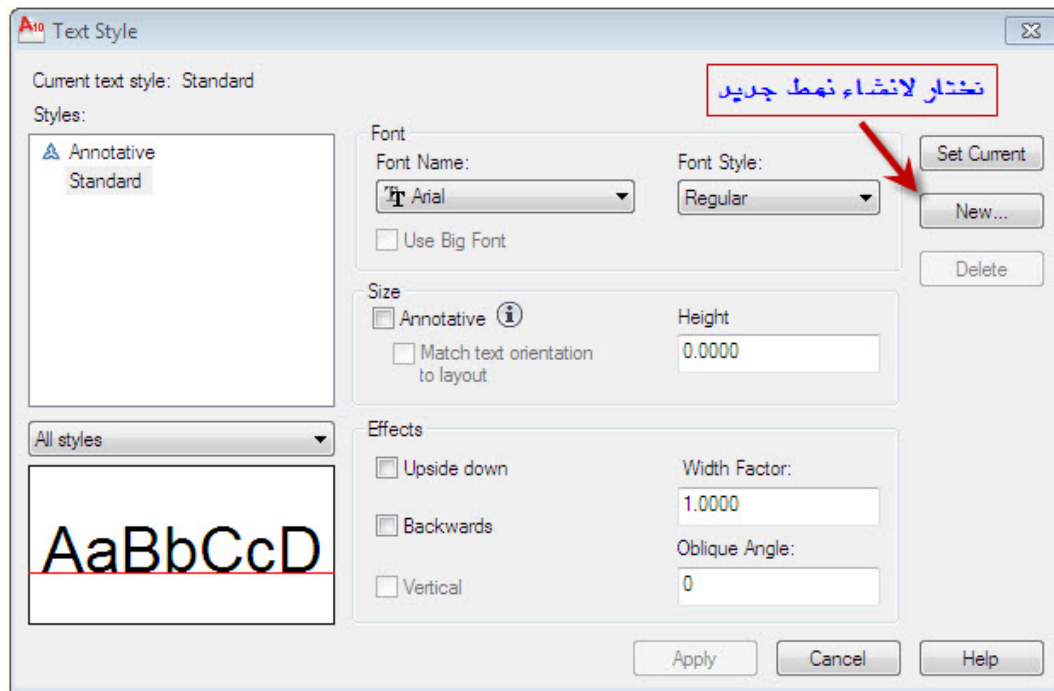 A10 Text Style
Current text style: Standard
Styles:
Annotative
Standard
All styles
AaBbCcD
نختار لانشاء نمط جديد
Font
Font Name:
Font Style:
Arial
Regular
Use Big Font
Size
Annotative
Height
Match text orientation
to layout
0.0000
Effects
Upside down
Width Factor:
1.0000
Backwards
Oblique Angle:
Vertical
0
Set Current
New...
Delete
Apply
Cancel
Help